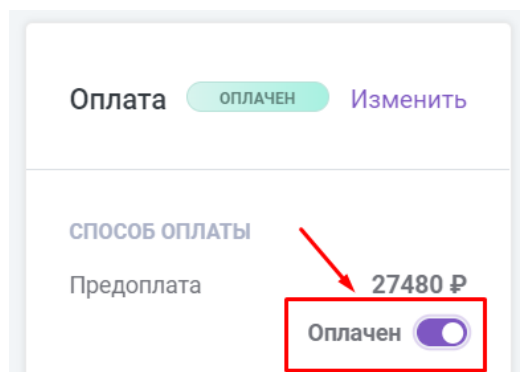 Оплата ОПЛАЧЕН Изменить
СПОСОБ ОПЛАТЫ
Предоплата 27480 ₽
Оплачен